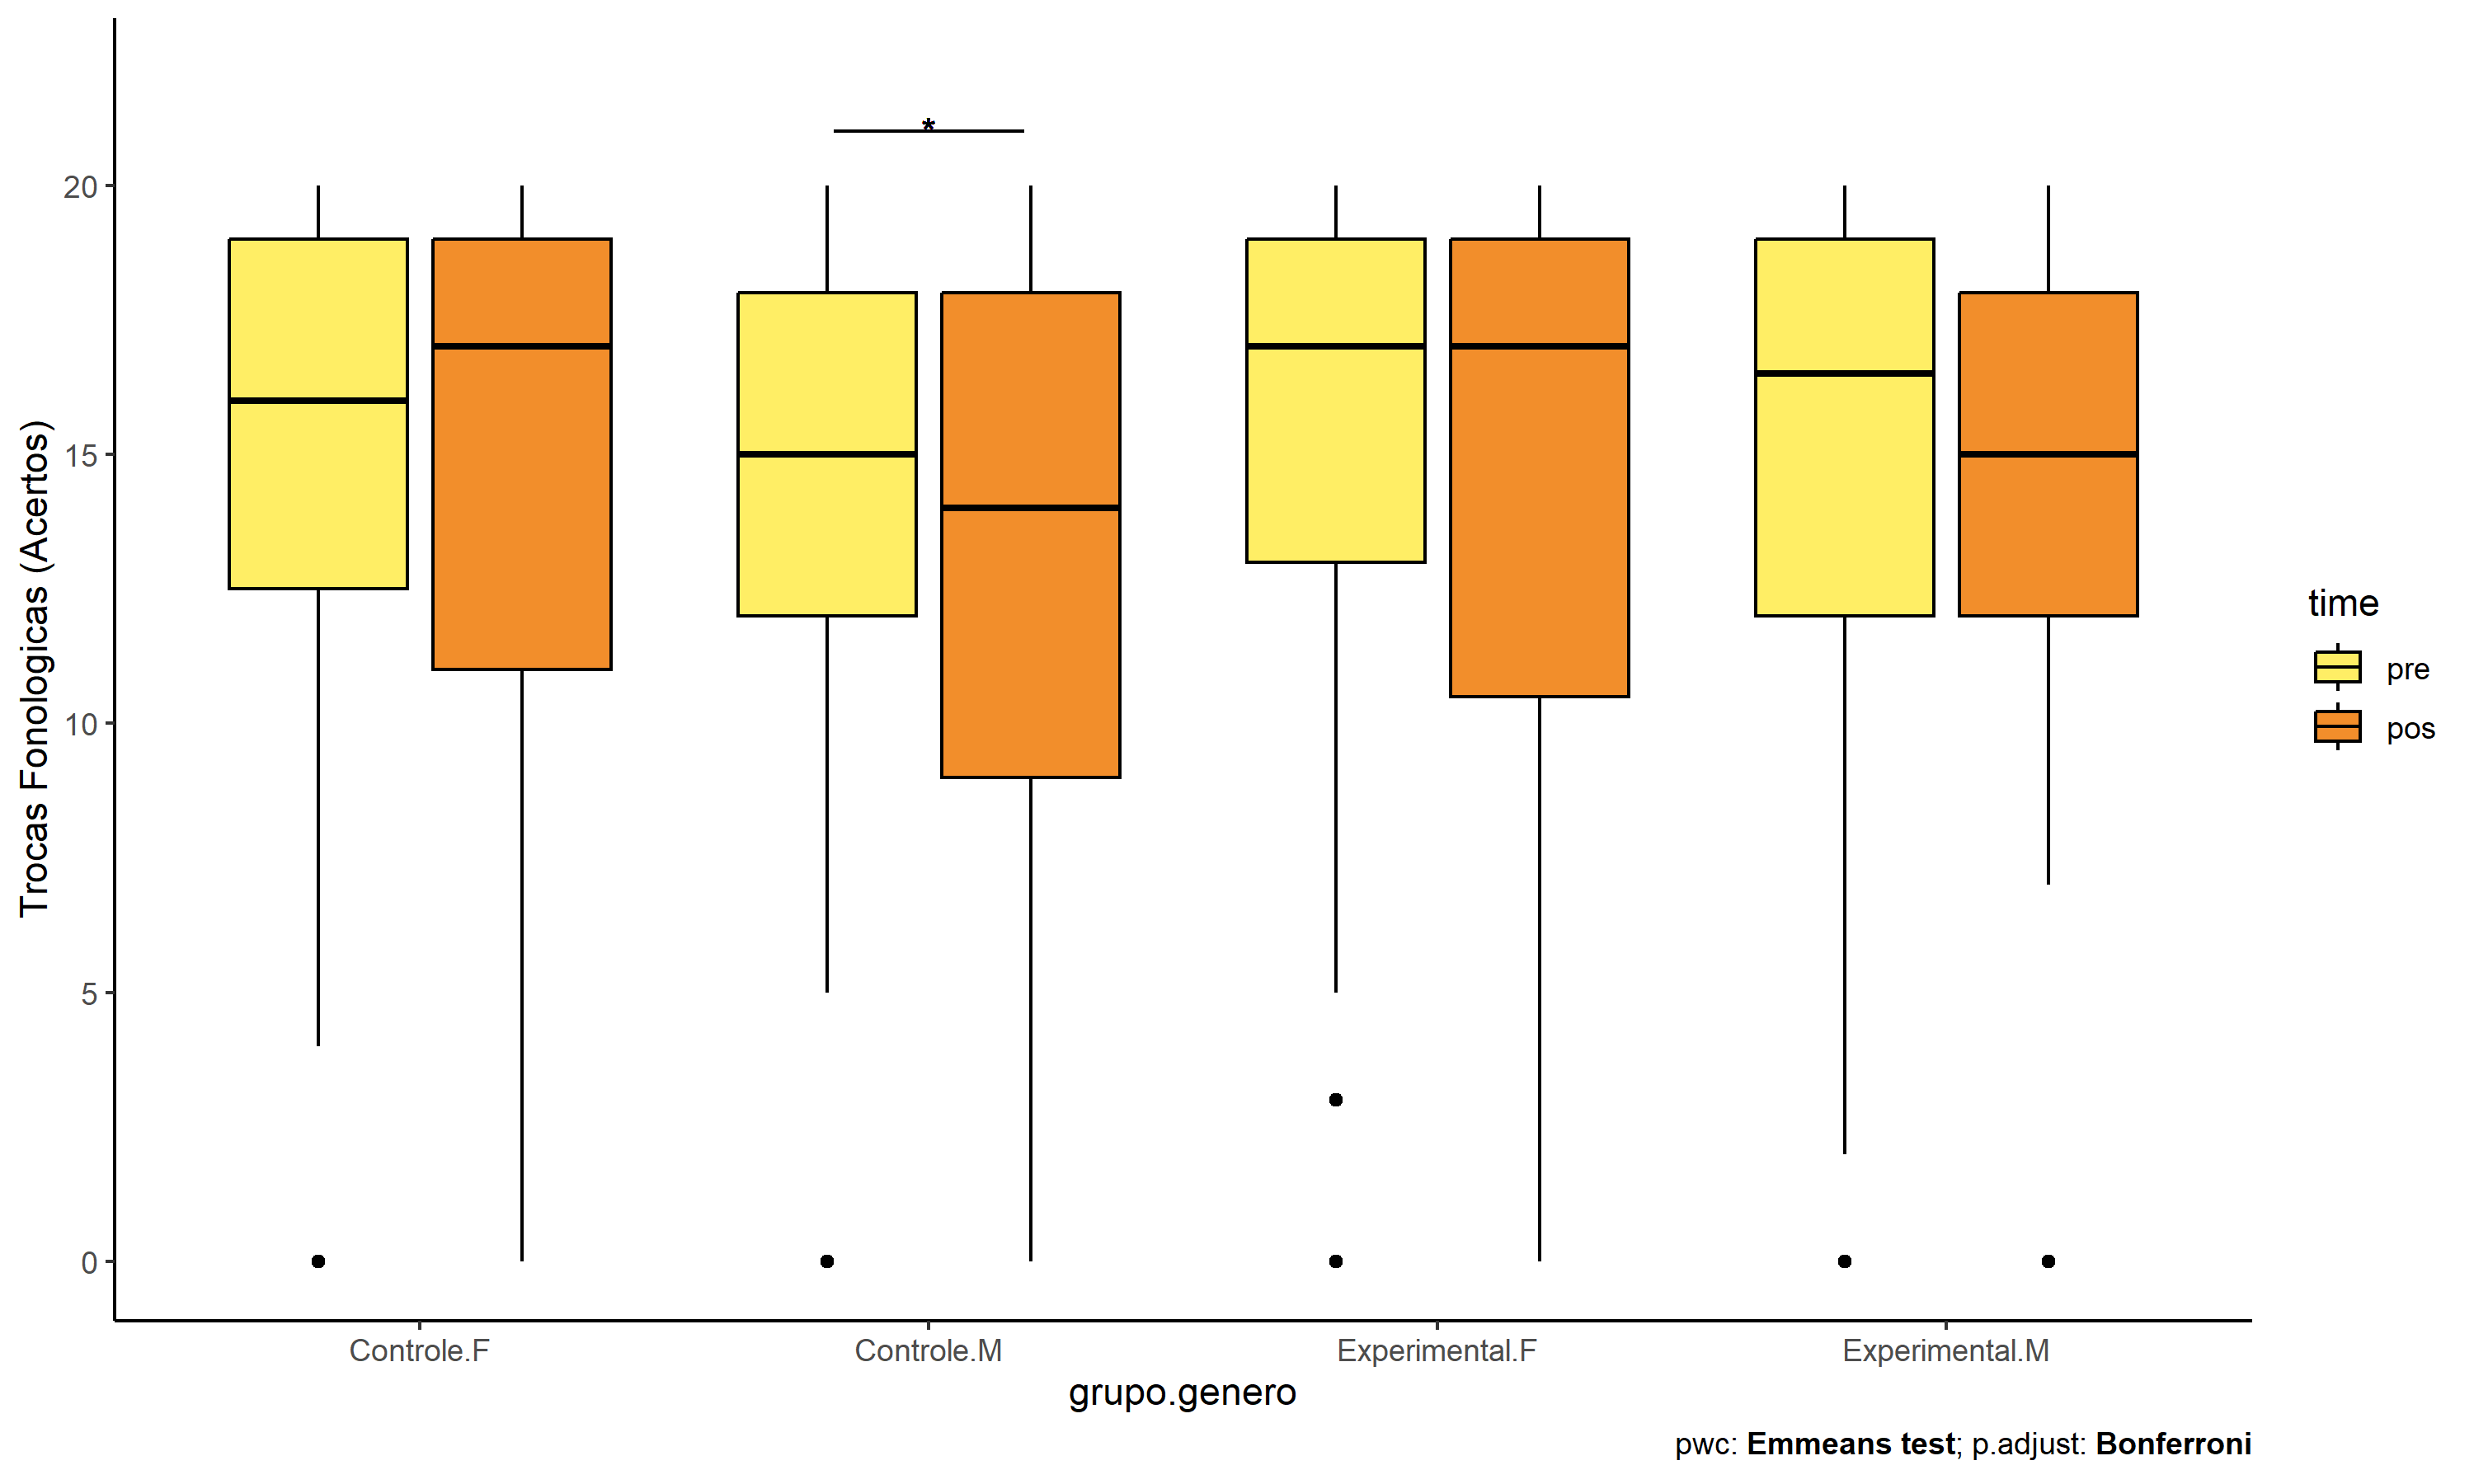 *
Trocas Fonologicas (Acertos)
20
15
10
5
0
Controle.F
Controle.M
Experimental.F
Experimental.M
grupo.genero
time
pre
pos
pwc: Emmeans test; p.adjust: Bonferroni